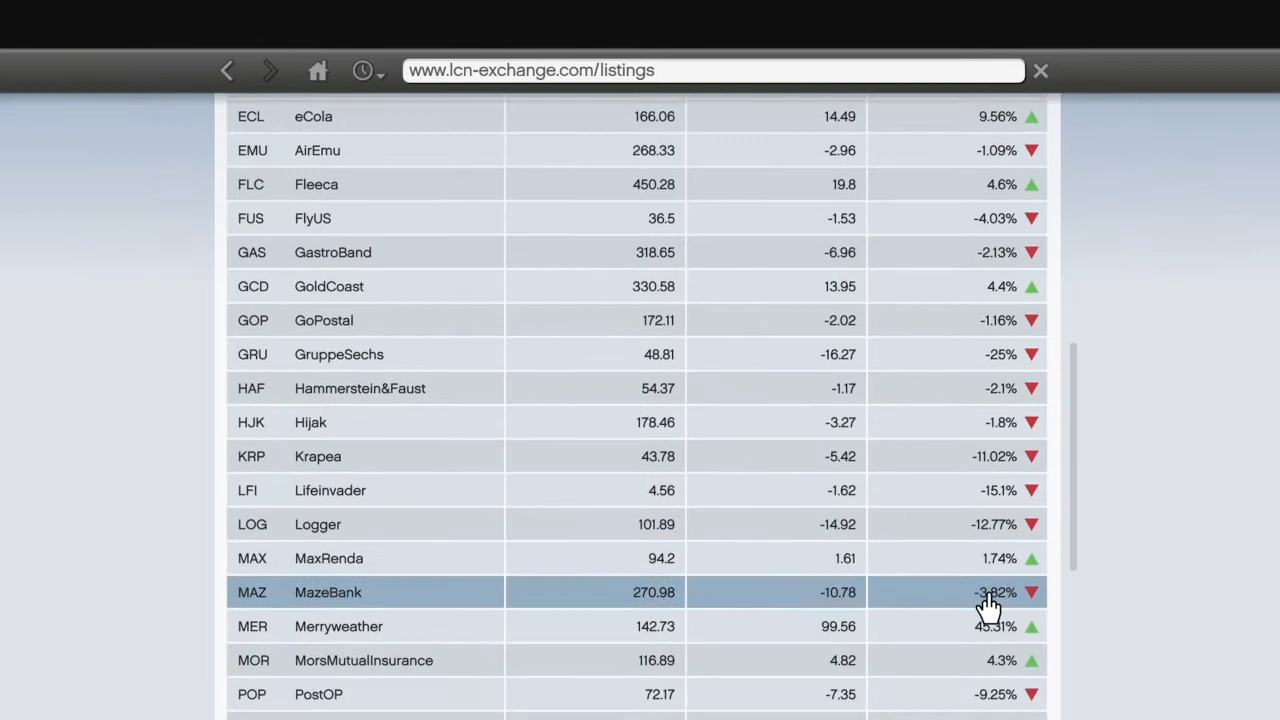 www.lcn-exchange.com/listings
ECL eCola 166.06 14.49 9.56%
EMU AirEmu 268.33 -2.96 -1.09%
FLC Fleeca 450.28 19.8 4.6%
FUS FlyUS 36.5 -1.53 -4.03%
GAS GastroBand 318.65 -6.96 -2.13%
GCD GoldCoast 330.58 13.95 4.4%
GOP GoPostal 172.11 -2.02 -1.16%
GRU GruppeSechs 48.81 -16.27 -25%
HAF Hammerstein&Faust 54.37 -1.17 -2.1%
HJK Hijak 178.46 -3.27 -1.8%
KRP Krapea 43.78 -5.42 -11.02%
LFI Lifeinvader 4.56 -1.62 -15.1%
LOG Logger 101.89 -14.92 -12.77%
MAX MaxRenda 94.2 1.61 1.74%
MAZ MazeBank 270.98 -10.78 -3.82%
MER Merryweather 142.73 99.56 45.31%
MOR MorsMutualInsurance 116.89 4.82 4.3%
POP PostOP 72.17 -7.35 -9.25%